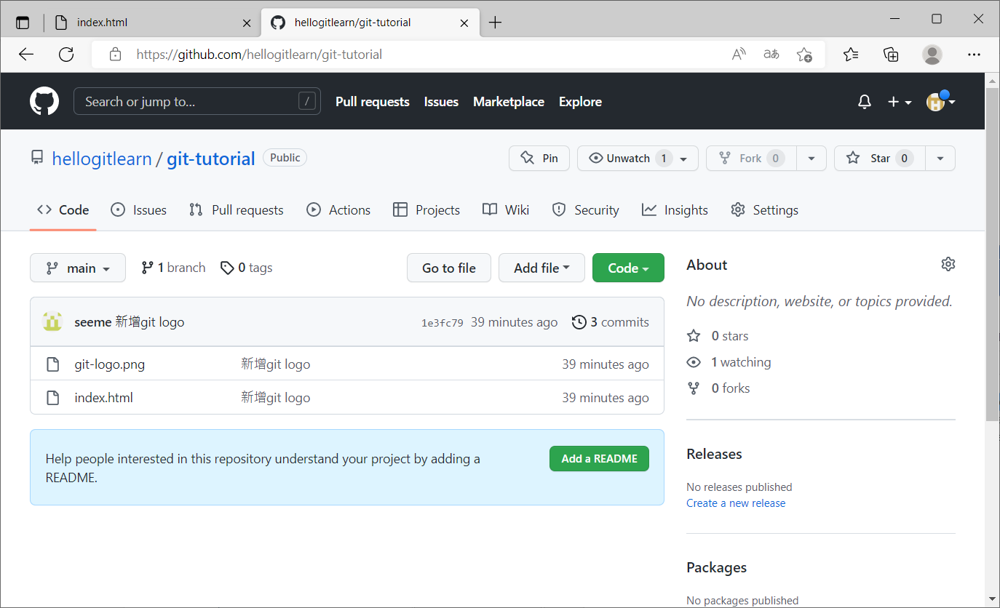 index.html
hellogitlearn/git-tutorial
https://github.com/hellogitlearn/git-tutorial
Search or jump to... /
Pull requests Issues Marketplace Explore
hellogitlearn / git-tutorial Public
Pin Unwatch 1 Fork 0 Star 0
Code Issues Pull requests Actions Projects Wiki Security Insights Settings
main 1 branch 0 tags
Go to file Add file Code
seeme 新增git logo 1e3fc79 39 minutes ago 3 commits
git-logo.png 新增git logo 39 minutes ago
index.html 新增git logo 39 minutes ago
Help people interested in this repository understand your project by adding a
README.
Add a README
About
No description, website, or topics provided.
0 stars
1 watching
0 forks
Releases
No releases published
Create a new release
Packages
No packages published